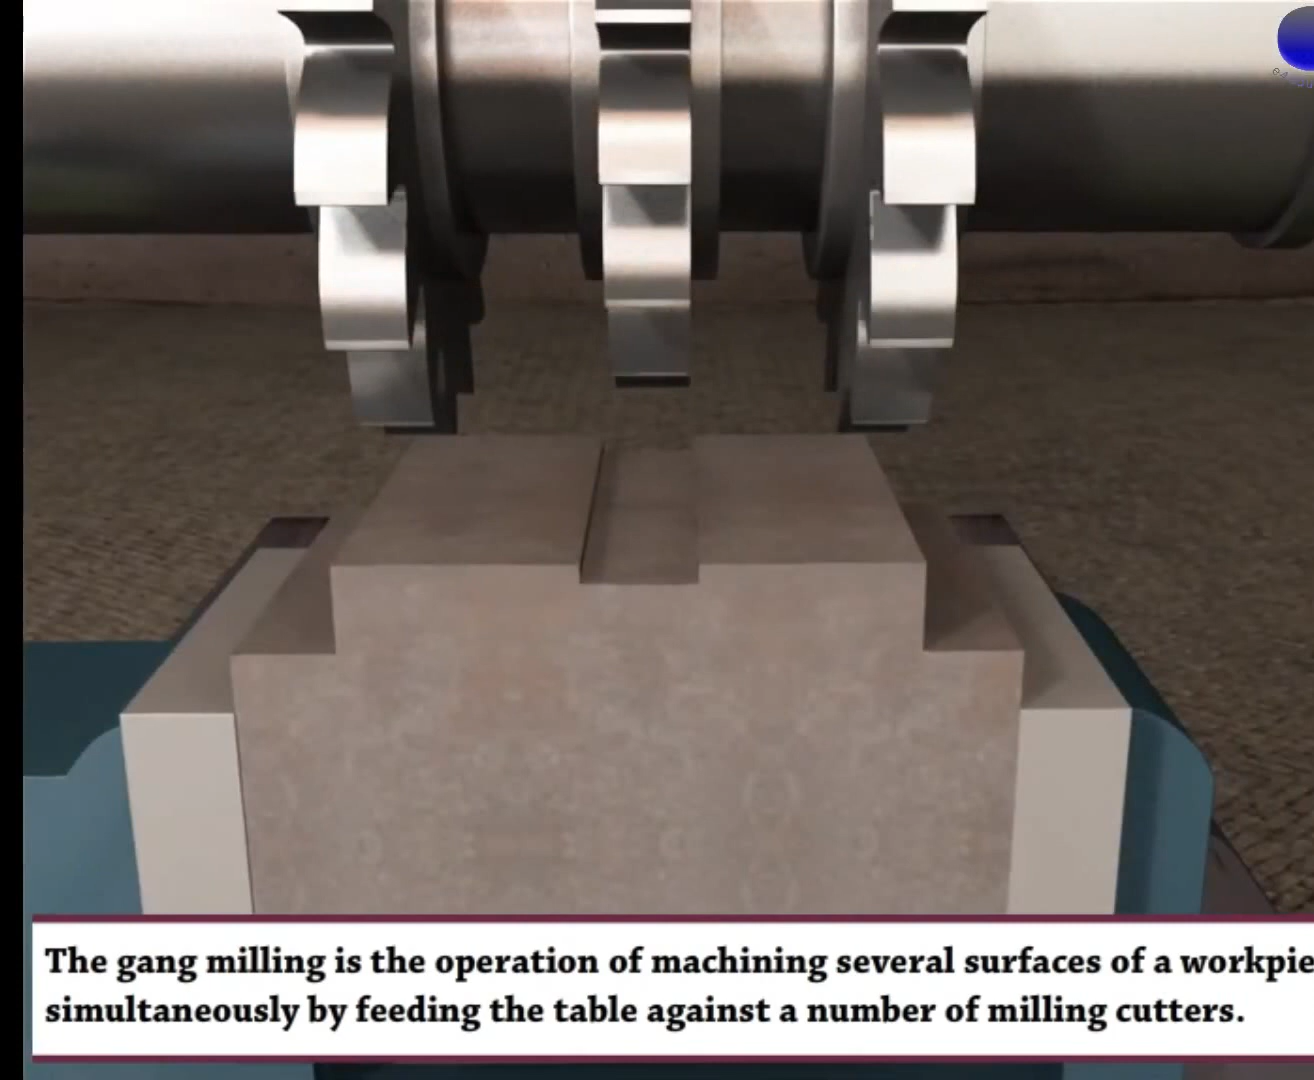 The gang milling is the operation of machining several surfaces of a workpie
simultaneously by feeding the table against a number of milling cutters.